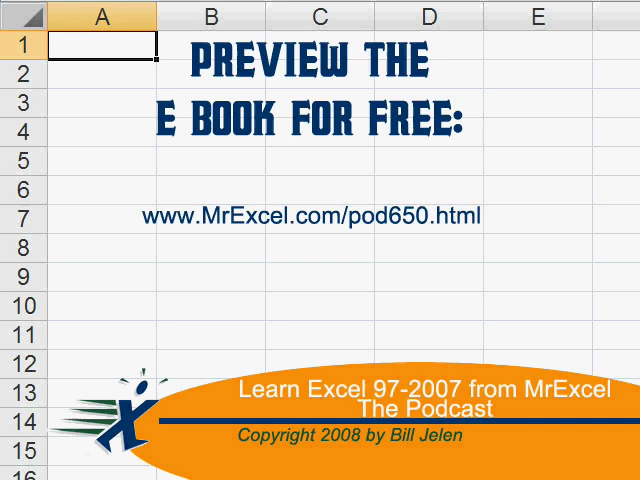 A B C D E
1
PREVIEW THE
2
3
E BOOK FOR FREE:
4
5
6
7
www.MrExcel.com/pod650.html
8
9
10
11
12
13
Learn Excel 97-2007 from MrExcel
The Podcast
14
Copyright 2008 by Bill Jelen
15
16